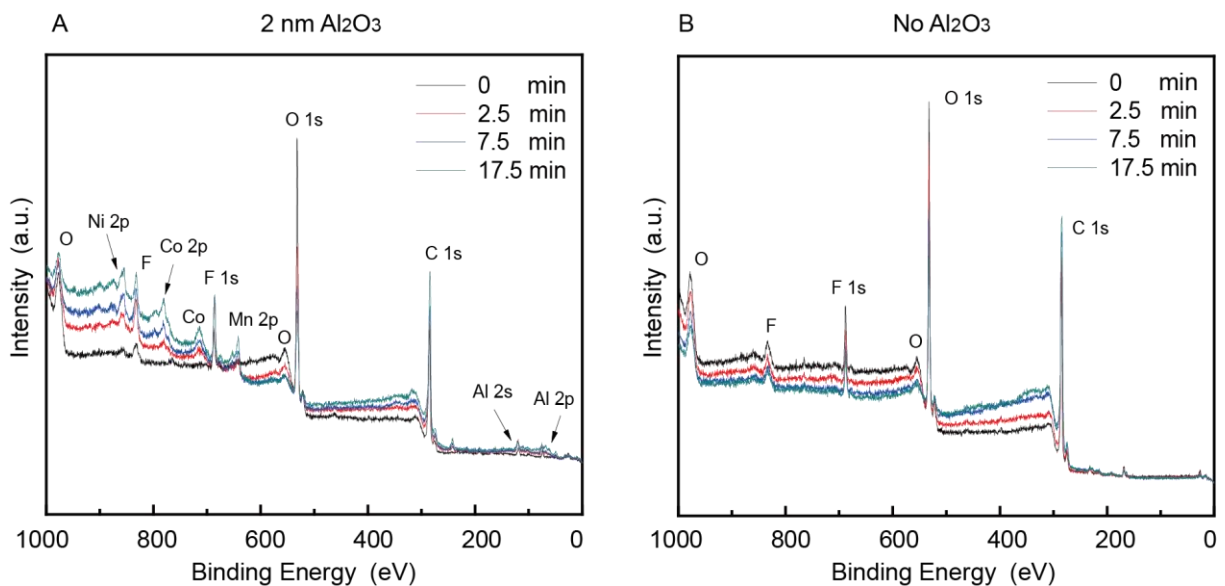 A 2 nm Al2O3
0 min
2.5 min
7.5 min
17.5 min
O 1s
Ni 2p
O
F
Co 2p
F 1s
Co
Mn 2p
O
C 1s
Al 2s
Al 2p
Intensity (a.u.)
1000 800 600 400 200 0
Binding Energy (eV)
B No Al2O3
0 min
2.5 min
7.5 min
17.5 min
O 1s
C 1s
O
F 1s
F
O
Intensity (a.u.)
1000 800 600 400 200 0
Binding Energy (eV)